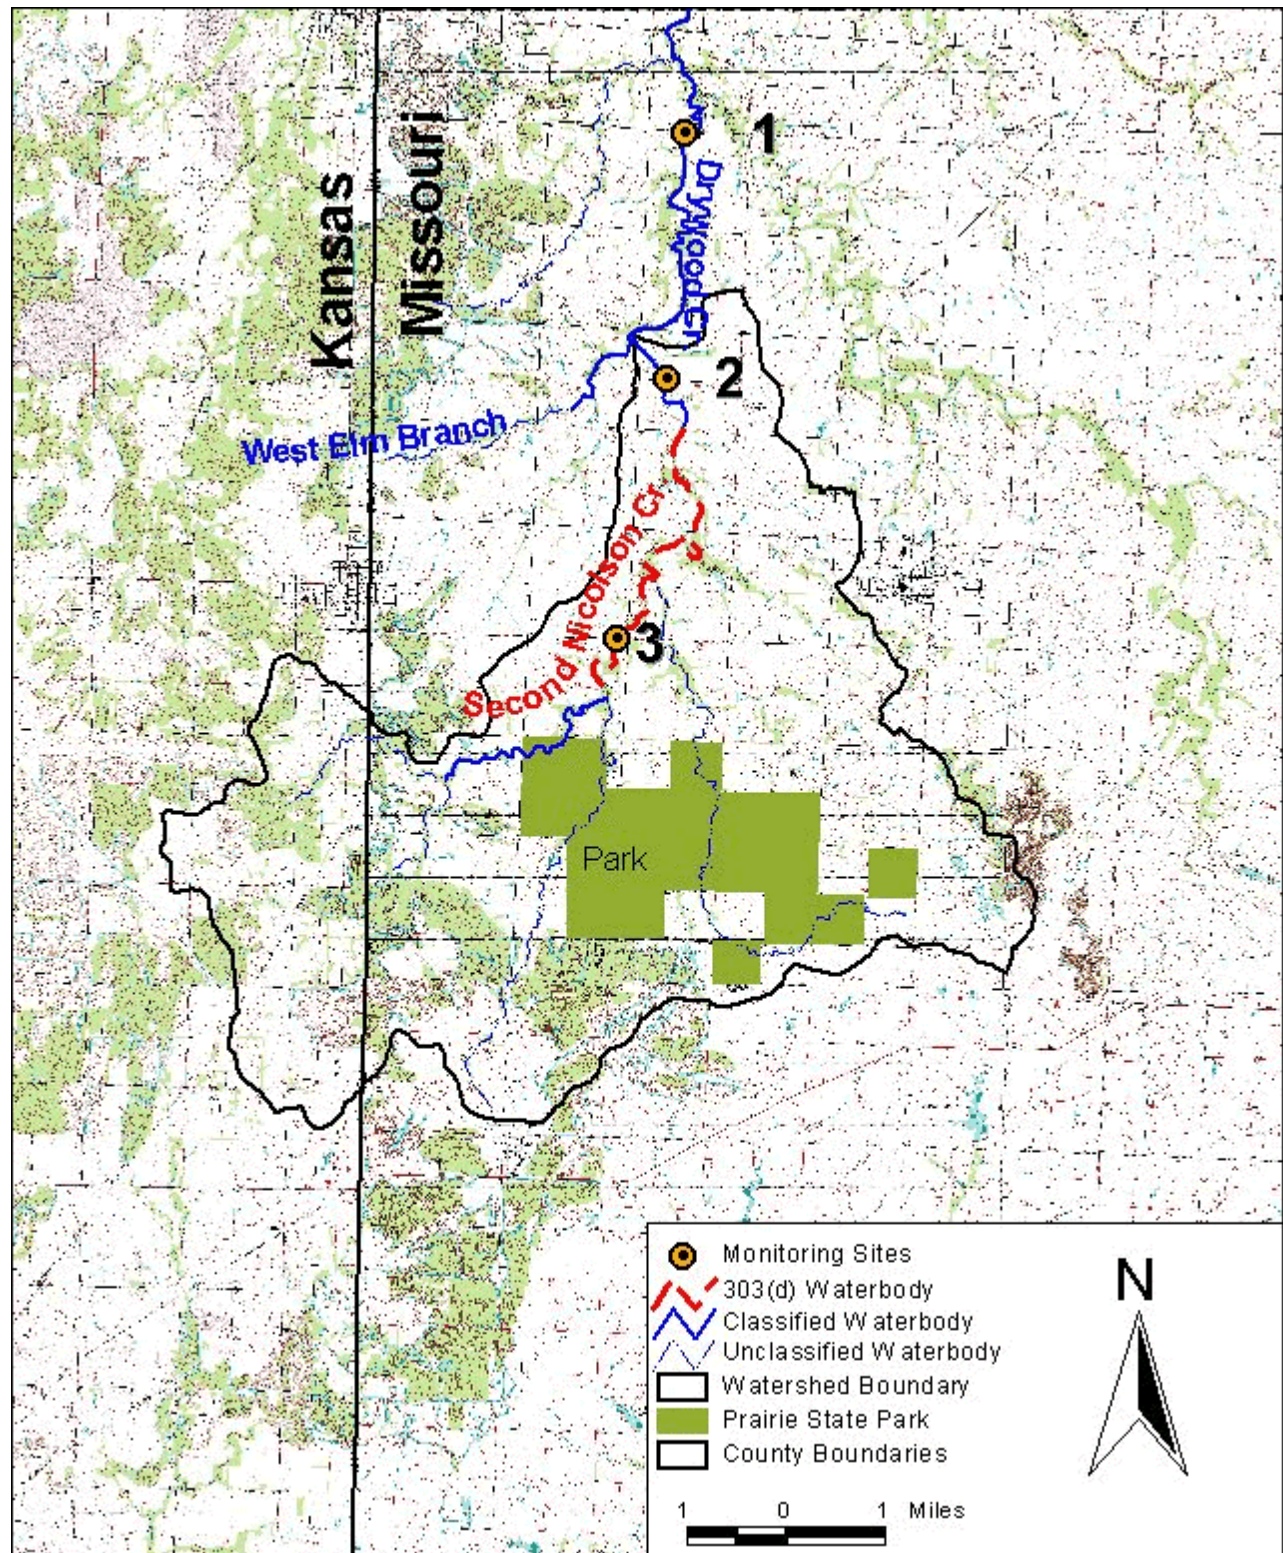 1
Kansas
Missouri
Drywood Cr
2
West Elm Branch
Second Nicolson Cr
3
Park
Monitoring Sites
303(d) Waterbody
Classified Waterbody
Unclassified Waterbody
Watershed Boundary
Prairie State Park
County Boundaries
N
1 0 1 Miles